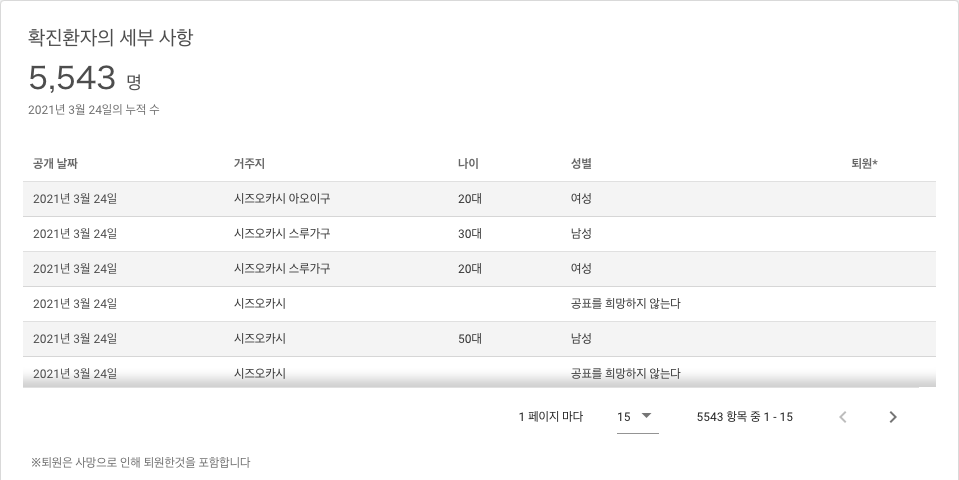 확진환자의 세부 사항
5,543 명
2021년 3월 24일의 누적 수
공개 날짜 거주지 나이 성별 퇴원*
2021년 3월 24일 시즈오카시 아오이구 20대 여성
2021년 3월 24일 시즈오카시 스루가구 30대 남성
2021년 3월 24일 시즈오카시 스루가구 20대 여성
2021년 3월 24일 시즈오카시 공표를 희망하지 않는다
2021년 3월 24일 시즈오카시 50대 남성
2021년 3월 24일 시즈오카시 공표를 희망하지 않는다
1 페이지 마다 15 5543 항목 중 1 - 15
※퇴원은 사망으로 인해 퇴원한것을 포함합니다